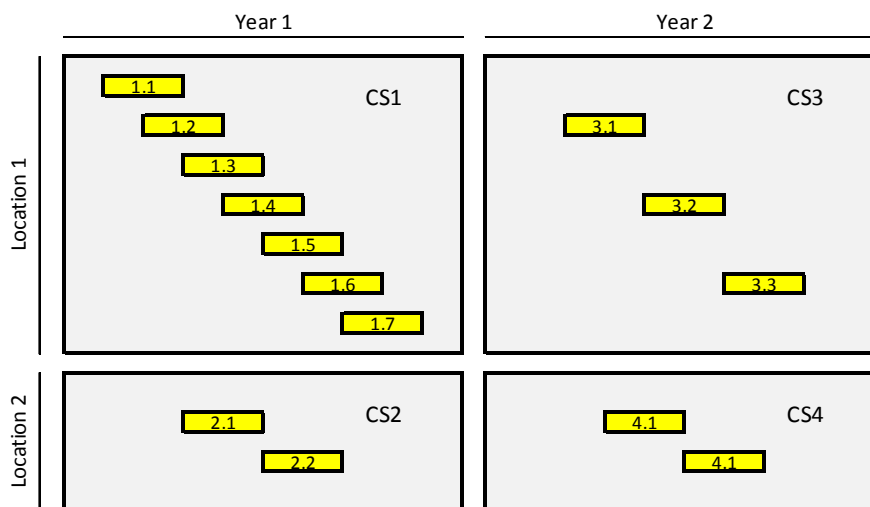 Year 1
Year 2
Location 1
CS1
1.1
1.2
1.3
1.4
1.5
1.6
1.7
CS3
3.1
3.2
3.3
Location 2
CS2
2.1
2.2
CS4
4.1
4.1